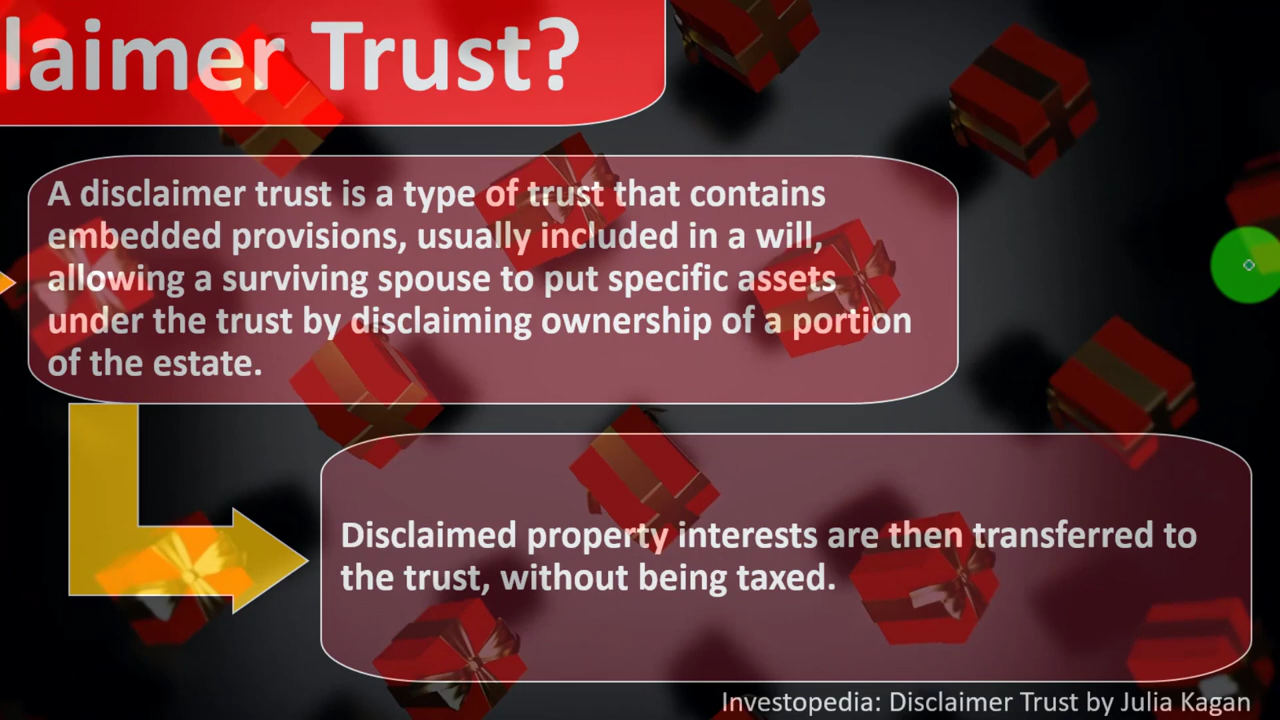 laimer Trust?
A disclaimer trust is a type of trust that contains
embedded provisions, usually included in a will,
allowing a surviving spouse to put specific assets
under the trust by disclaiming ownership of a portion
of the estate.
Disclaimed property interests are then transferred to
the trust, without being taxed.
Investopedia: Disclaimer Trust by Julia Kagan